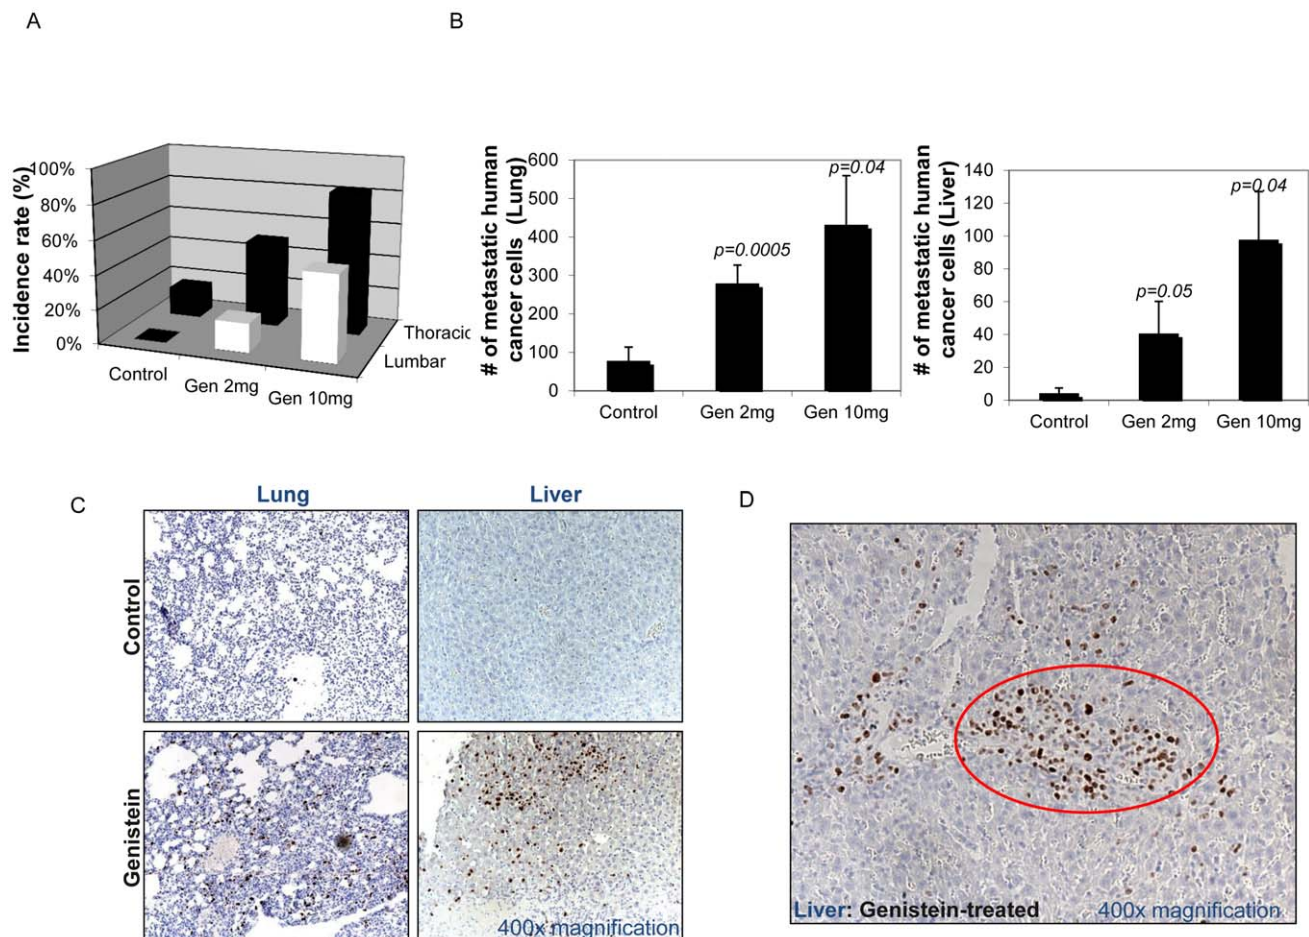 A
B
100%
80%
60%
40%
20%
0%
Incidence rate (%)
Control
Gen 2mg
Gen 10mg
Thoracic
Lumbar
# of metastatic human
cancer cells (Lung)
600
500
400
300
200
100
0
p=0.0005
p=0.04
Control
Gen 2mg
Gen 10mg
# of metastatic human
cancer cells (Liver)
140
120
100
80
60
40
20
0
p=0.05
p=0.04
Control
Gen 2mg
Gen 10mg
C
Lung
Liver
Control
Genistein
400x magnification
D
Liver: Genistein-treated
400x magnification